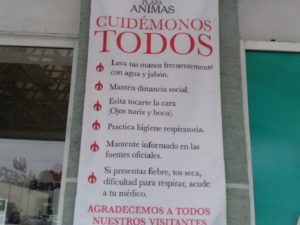 PLAZA
ANIMAS
CUIDÉMONOS
TODOS
Lava tus manos frecuentemente
con agua y jabón.
Mantén distancia social.
Evita tocarte la cara
(Ojos nariz y boca).
Practica higiene respiratoria.
Mantente informado en las
fuentes oficiales.
Si presentas fiebre, tos seca,
dificultad para respirar, acude
a tu médico.
AGRADECEMOS A TODOS
NUESTROS VISITANTES